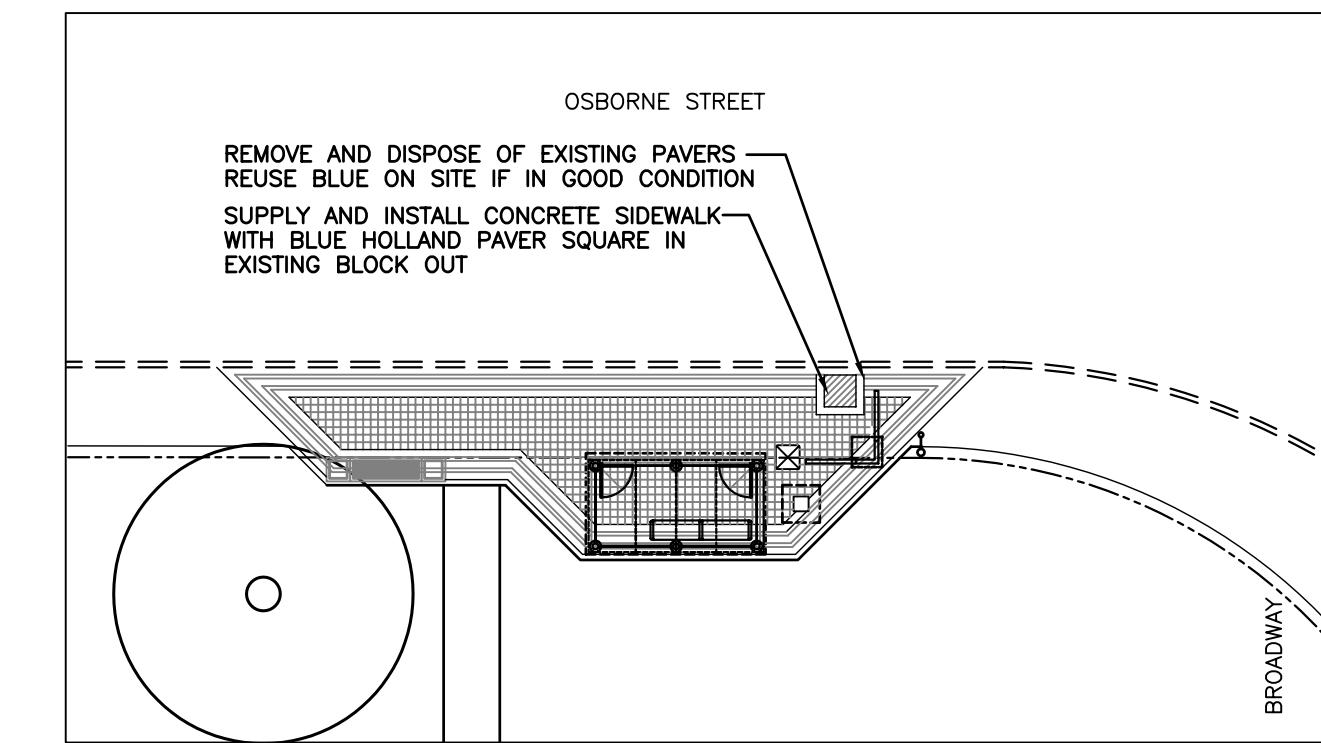 OSBORNE STREET
REMOVE AND DISPOSE OF EXISTING PAVERS
REUSE BLUE ON SITE IF IN GOOD CONDITION
SUPPLY AND INSTALL CONCRETE SIDEWALK
WITH BLUE HOLLAND PAVER SQUARE IN
EXISTING BLOCK OUT
BROADWAY